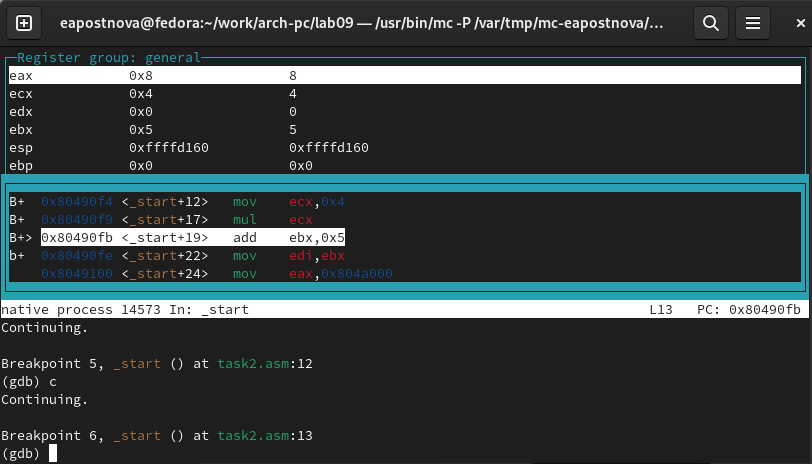 eapostnova@fedora:~/work/arch-pc/lab09 — /usr/bin/mc -P /var/tmp/mc-eapostnova/...
Register group: general
eax 0x8 8
ecx 0x4 4
edx 0x0 0
ebx 0x5 5
esp 0xffffd160 0xffffd160
ebp 0x0 0x0
B+ 0x80490f4 <_start+12> mov ecx,0x4
B+ 0x80490f9 <_start+17> mul ecx
B+> 0x80490fb <_start+19> add ebx,0x5
b+ 0x80490fe <_start+22> mov edi,ebx
0x8049100 <_start+24> mov eax,0x804a000
native process 14573 In: _start L13 PC: 0x80490fb
Continuing.
Breakpoint 5, _start () at task2.asm:12
(gdb) c
Continuing.
Breakpoint 6, _start () at task2.asm:13
(gdb)